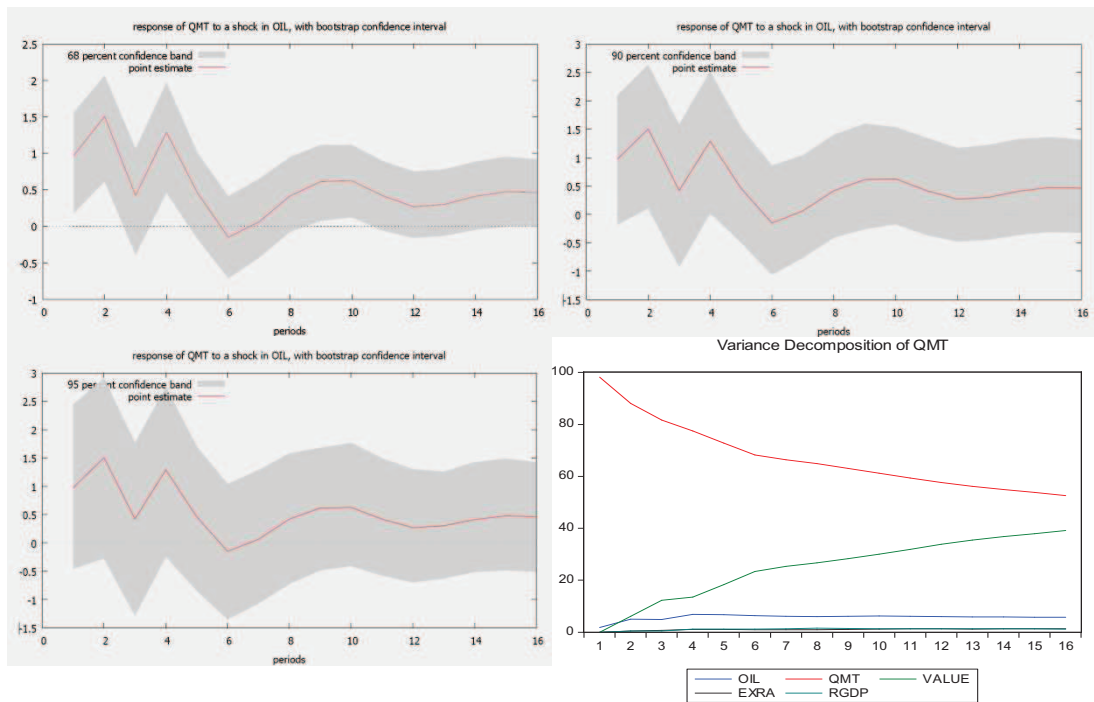 response of QMT to a shock in OIL, with bootstrap confidence interval
2.5
2
1.5
1
0.5
0
-0.5
-1
68 percent confidence band
point estimate
0 2 4 6 8 10 12 14 16
periods
response of QMT to a shock in OIL, with bootstrap confidence interval
3
2.5
2
1.5
1
0.5
0
-0.5
-1
-1.5
90 percent confidence band
point estimate
0 2 4 6 8 10 12 14 16
periods
response of QMT to a shock in OIL, with bootstrap confidence interval
3
2.5
2
1.5
1
0.5
0
-0.5
-1
-1.5
95 percent confidence band
point estimate
0 2 4 6 8 10 12 14 16
periods
Variance Decomposition of QMT
100
80
60
40
20
0
1 2 3 4 5 6 7 8 9 10 11 12 13 14 15 16
OIL QMT VALUE
EXRA RGDP